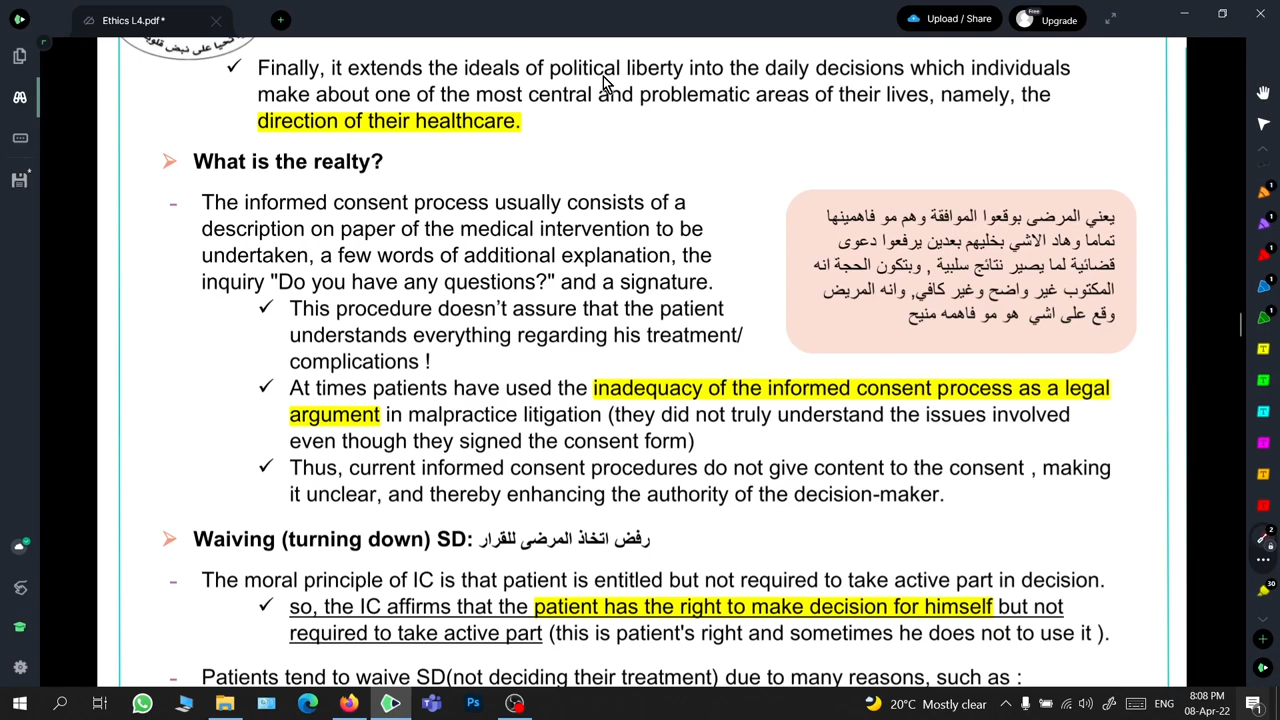 Ethics L4.pdf*
Upload / Share
Free
Upgrade
Finally, it extends the ideals of political liberty into the daily decisions which individuals
make about one of the most central and problematic areas of their lives, namely, the
direction of their healthcare.
What is the realty?
- The informed consent process usually consists of a
description on paper of the medical intervention to be
undertaken, a few words of additional explanation, the
inquiry "Do you have any questions?" and a signature.
يعني المرضى بوقعوا الموافقة وهم مو فاهمينها
تماما وهاد الاشي بخليهم بعدين يرفعوا دعوى
قضائية لما يصير نتائج سلبية , وبتكون الحجة انه
المكتوب غير واضح وغير كافي, وانه المريض
وقع على اشي هو مو فاهمه منيح
This procedure doesn't assure that the patient
understands everything regarding his treatment/
complications !
At times patients have used the inadequacy of the informed consent process as a legal
argument in malpractice litigation (they did not truly understand the issues involved
even though they signed the consent form)
Thus, current informed consent procedures do not give content to the consent , making
it unclear, and thereby enhancing the authority of the decision-maker.
Waiving (turning down) SD: رفض اتخاذ المرضى للقرار
- The moral principle of IC is that patient is entitled but not required to take active part in decision.
so, the IC affirms that the patient has the right to make decision for himself but not
required to take active part (this is patient's right and sometimes he does not to use it ).
- Patients tend to waive SD(not deciding their treatment) due to many reasons, such as :
20°C Mostly clear
ENG
8:08 PM
08-Apr-22